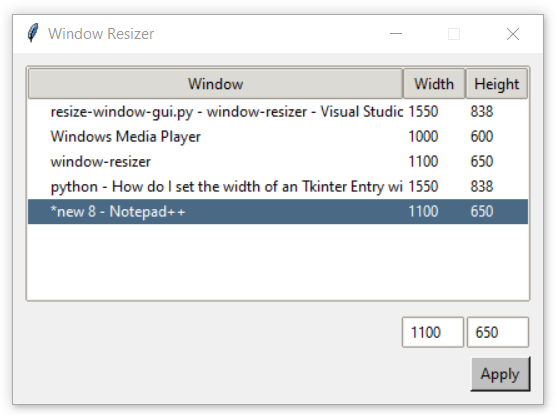 Window Resizer
Window Width Height
resize-window-gui.py - window-resizer - Visual Studic 1550 838
Windows Media Player 1000 600
window-resizer 1100 650
python - How do I set the width of an Tkinter Entry wi 1550 838
*new 8 - Notepad++ 1100 650
1100 650
Apply